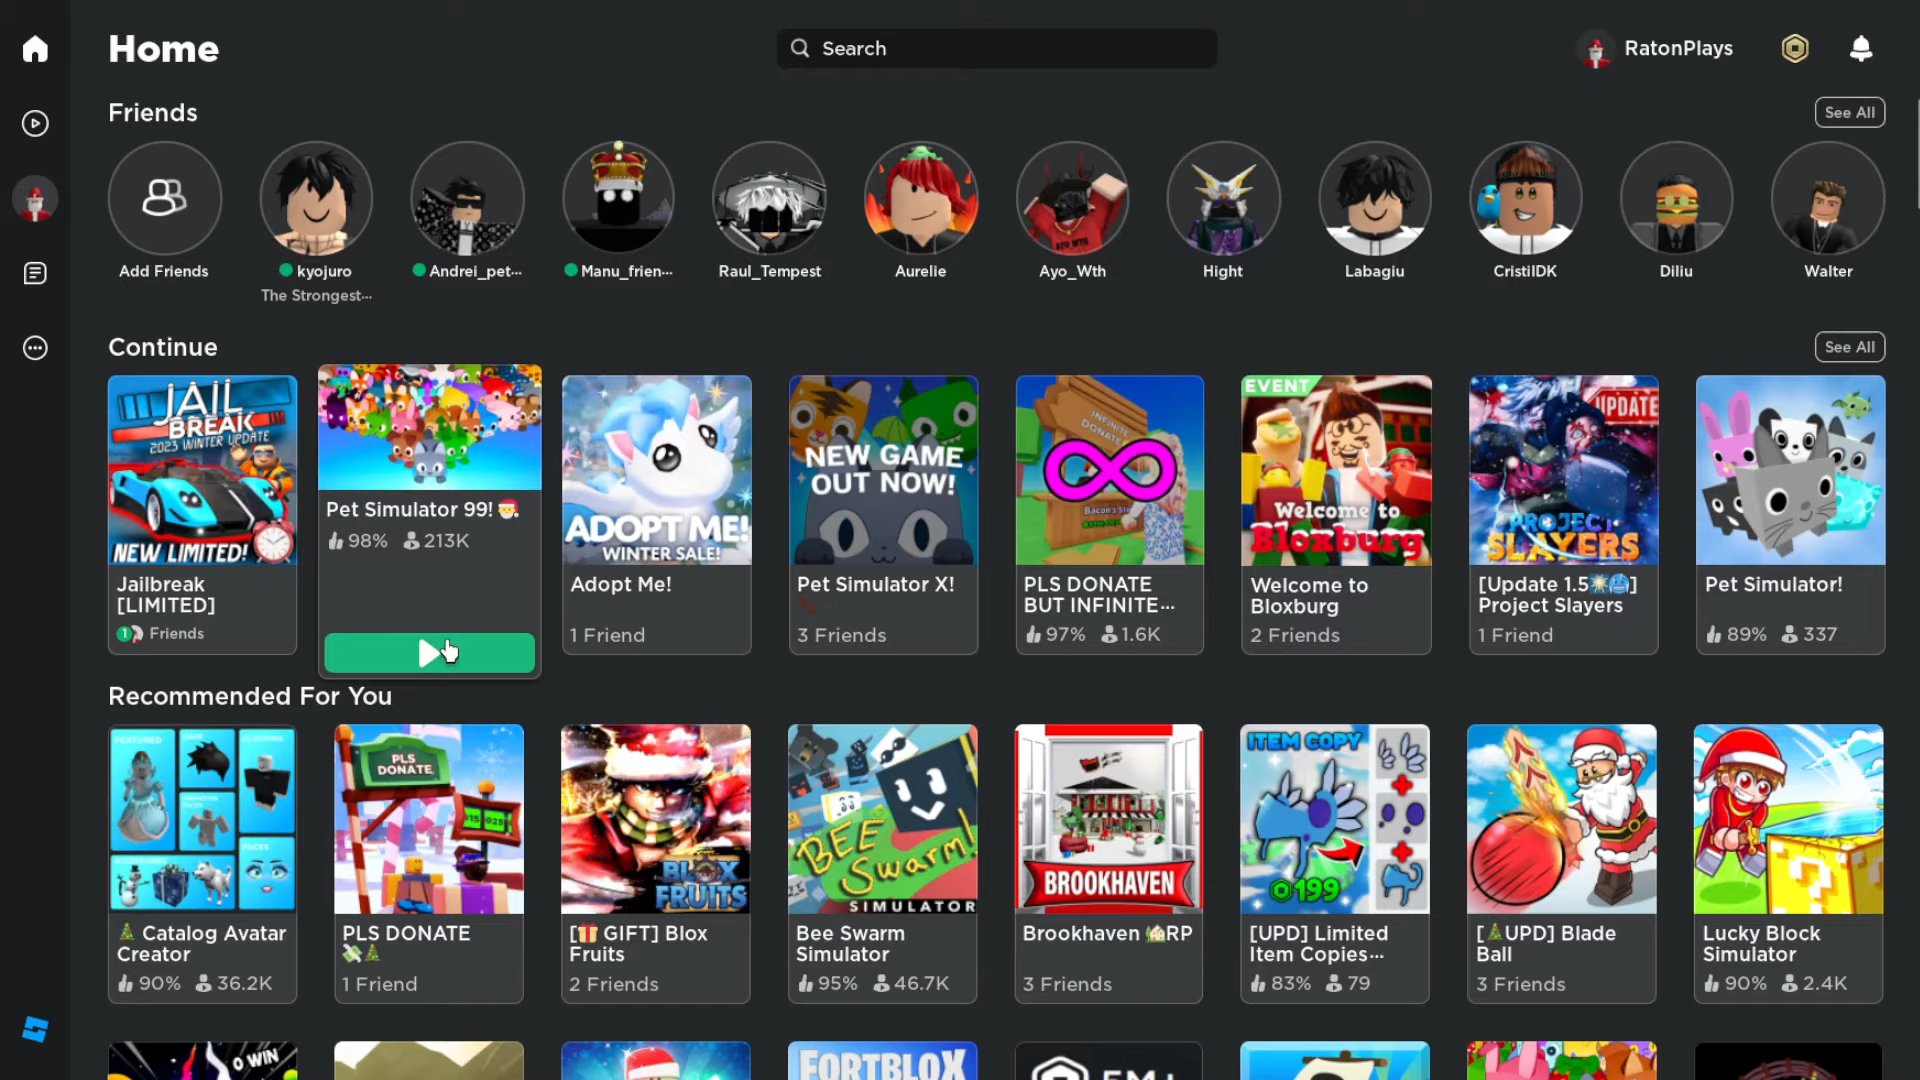 Home
Search
RatonPlays
Friends
See All
AYO_WTH
Add Friends
kyojuro
Andrei_pet...
Manu_frien...
Raul_Tempest
Aurelie
Ayo_Wth
Hight
Labagiu
CristiIDK
Diliu
Walter
The Strongest...
Continue
See All
JAIL
BREAK
2023 WINTER UPDATE
NEW LIMITED!
Jailbreak
[LIMITED]
1 Friends
Pet Simulator 99!
98% 213K
ADOPT ME!
WINTER SALE!
Adopt Me!
1 Friend
NEW GAME
OUT NOW!
Pet Simulator X!
3 Friends
INFINITE
DONATE
PLS DONATE
BUT INFINITE...
97% 1.6K
EVENT
Welcome to
Bloxburg
Welcome to
Bloxburg
2 Friends
UPDATE
PROJECT
SLAYERS
[Update 1.5]
Project Slayers
1 Friend
Pet Simulator!
89% 337
Recommended For You
FEATURED
FACES
Catalog Avatar
Creator
90% 36.2K
PLS
DONATE
PLS DONATE
1 Friend
BLOX
FRUITS
[GIFT] Blox
Fruits
2 Friends
BEE
Swarm!
SIMULATOR
Bee Swarm
Simulator
95% 46.7K
BROOKHAVEN
Brookhaven RP
3 Friends
ITEM COPY
199
[UPD] Limited
Item Copies...
83% 79
[UPD] Blade
Ball
3 Friends
?
Lucky Block
Simulator
90% 2.4K
0 WIN
FORTBLOX